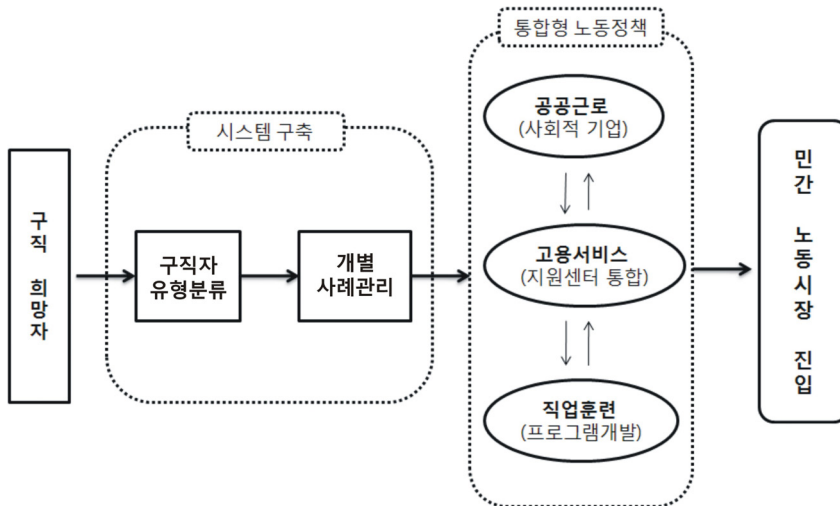 구직 희망자
시스템 구축
구직자
유형분류
개별
사례관리
통합형 노동정책
공공근로
(사회적 기업)
고용서비스
(지원센터 통합)
직업훈련
(프로그램개발)
민간 노동시장 진입